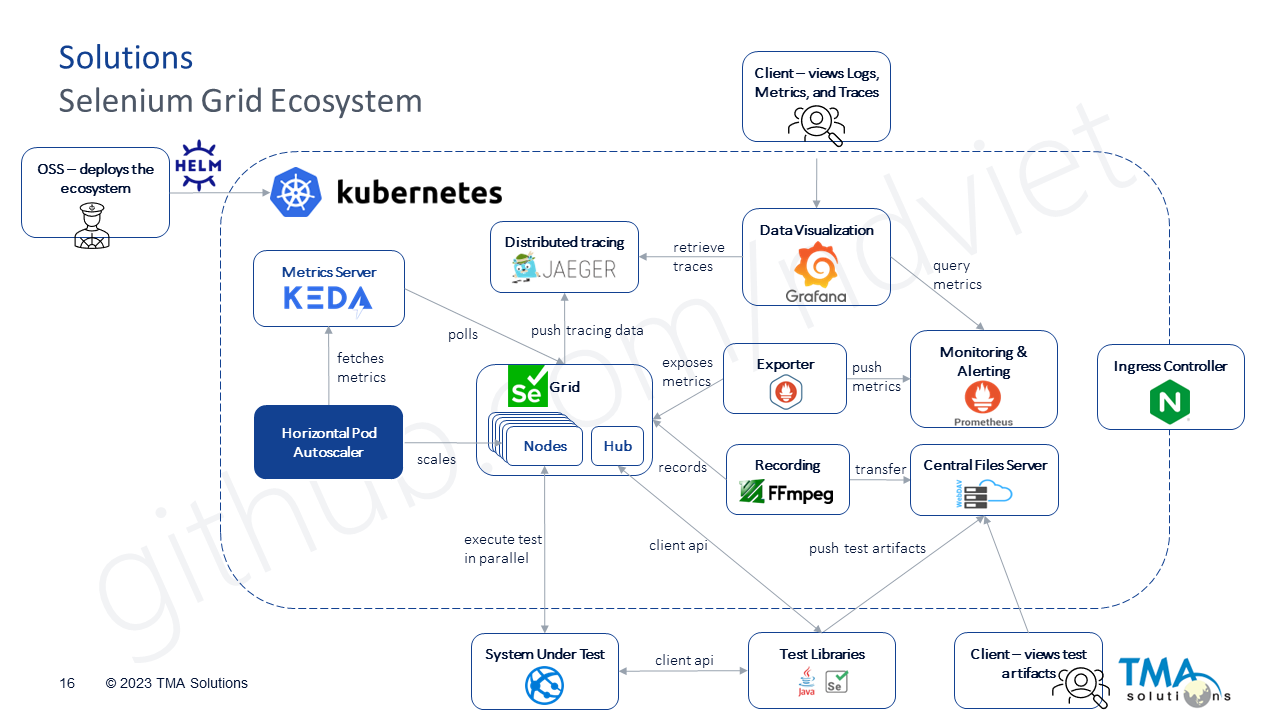 Solutions
Selenium Grid Ecosystem
Client – views Logs,
Metrics, and Traces
OSS – deploys the
ecosystem
HELM
kubernetes
Distributed tracing
JAEGER
retrieve
traces
Data Visualization
Grafana
query
metrics
Metrics Server
KEDA
polls
push tracing data
fetches
metrics
Se
Grid
Nodes
Hub
exposes
metrics
Exporter
push
metrics
Monitoring &
Alerting
Prometheus
Ingress Controller
N
Horizontal Pod
Autoscaler
scales
records
Recording
FFmpeg
transfer
Central Files Server
WebDAV
execute test
in parallel
client api
push test artifacts
System Under Test
client api
Test Libraries
Java
Se
Client – views test
artifacts
TMA
solutions
16
© 2023 TMA Solutions
github.com/ndviet